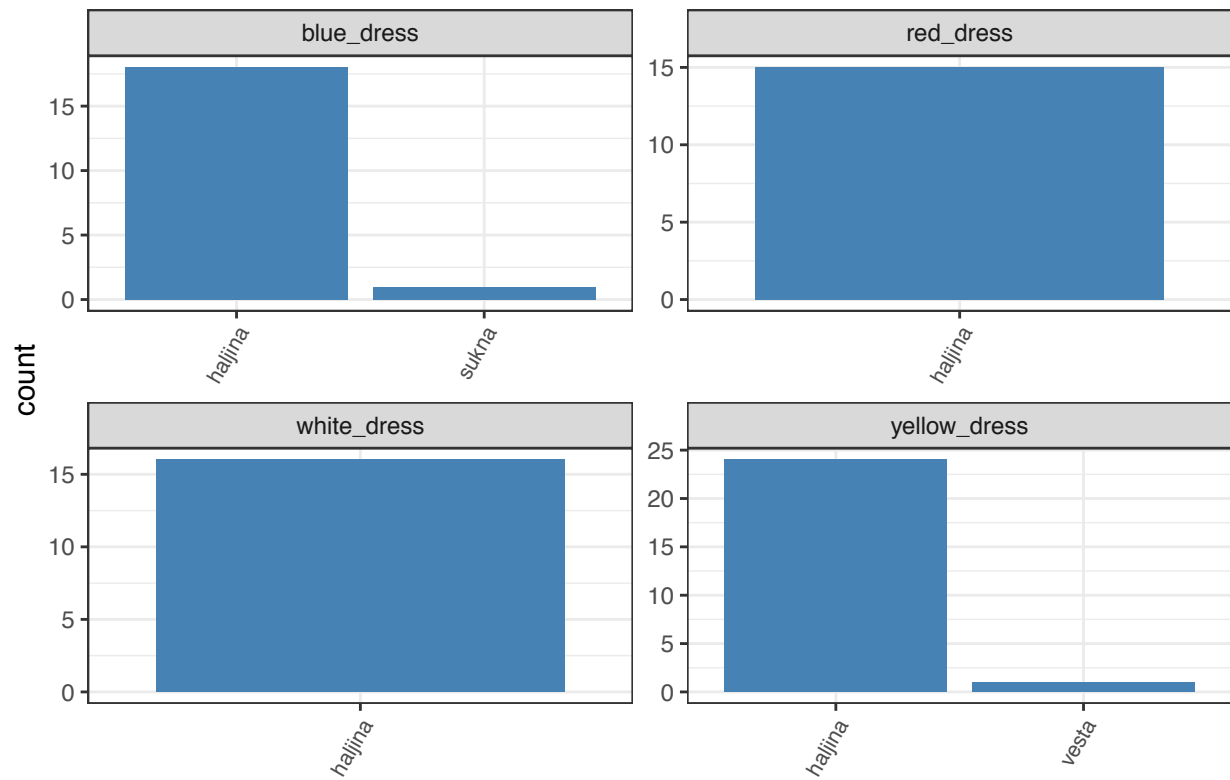 blue_dress
red_dress
15
10
5
0
15
10
5
0
haljina
sukna
haljina
count
white_dress
yellow_dress
15
10
5
0
25
20
15
10
5
0
haljina
haljina
vesta